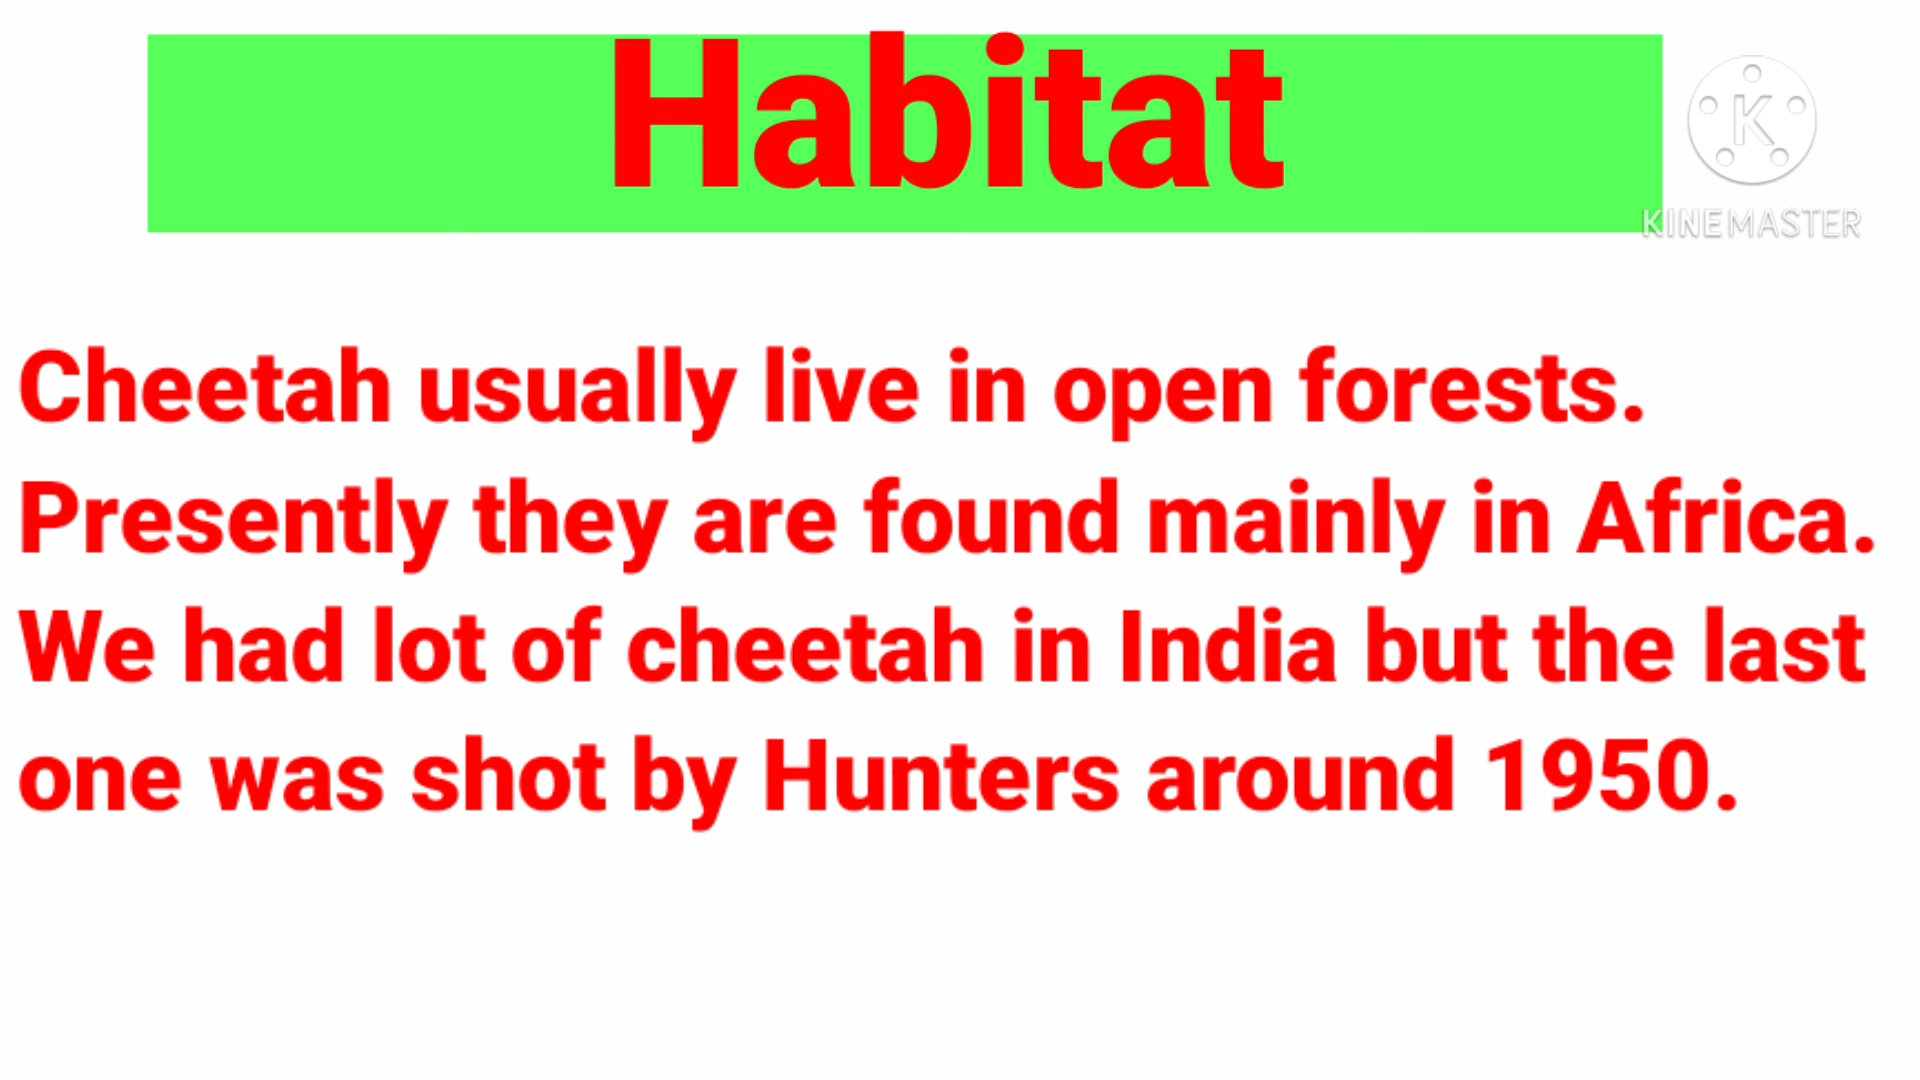 Habitat
K
KINEMASTER
Cheetah usually live in open forests.
Presently they are found mainly in Africa.
We had lot of cheetah in India but the last
one was shot by Hunters around 1950.